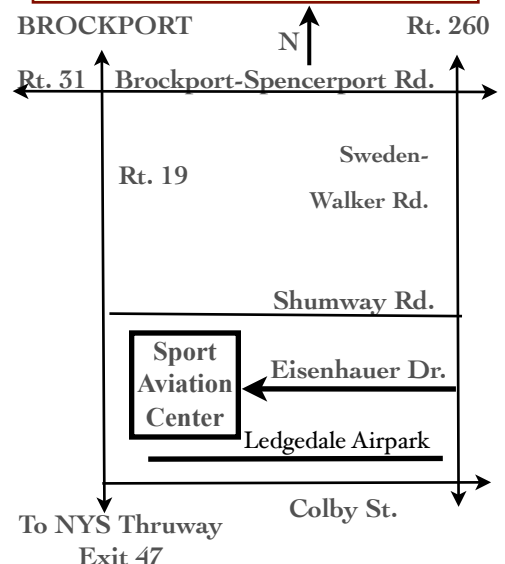 BROCKPORT
N
Rt. 260
Rt. 31
Brockport-Spencerport Rd.
Rt. 19
Sweden-
Walker Rd.
Shumway Rd.
Sport
Aviation
Center
Eisenhauer Dr.
Ledgedale Airpark
Colby St.
To NYS Thruway
Exit 47